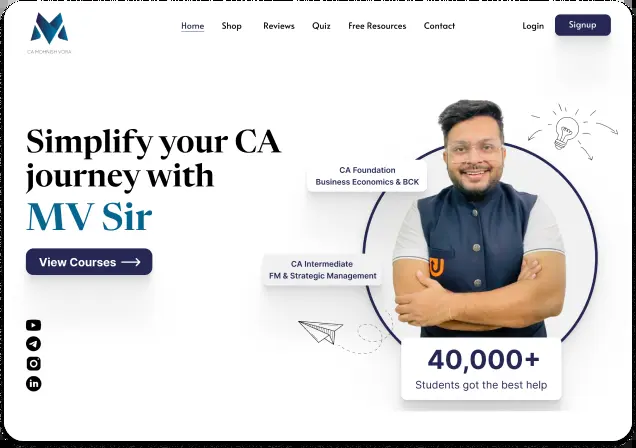 CA MOHNISH VORA
Home Shop Reviews Quiz Free Resources Contact Login Signup
Simplify your CA
journey with
MV Sir
View Courses
CA Foundation
Business Economics & BCK
CA Intermediate
FM & Strategic Management
40,000+
Students got the best help